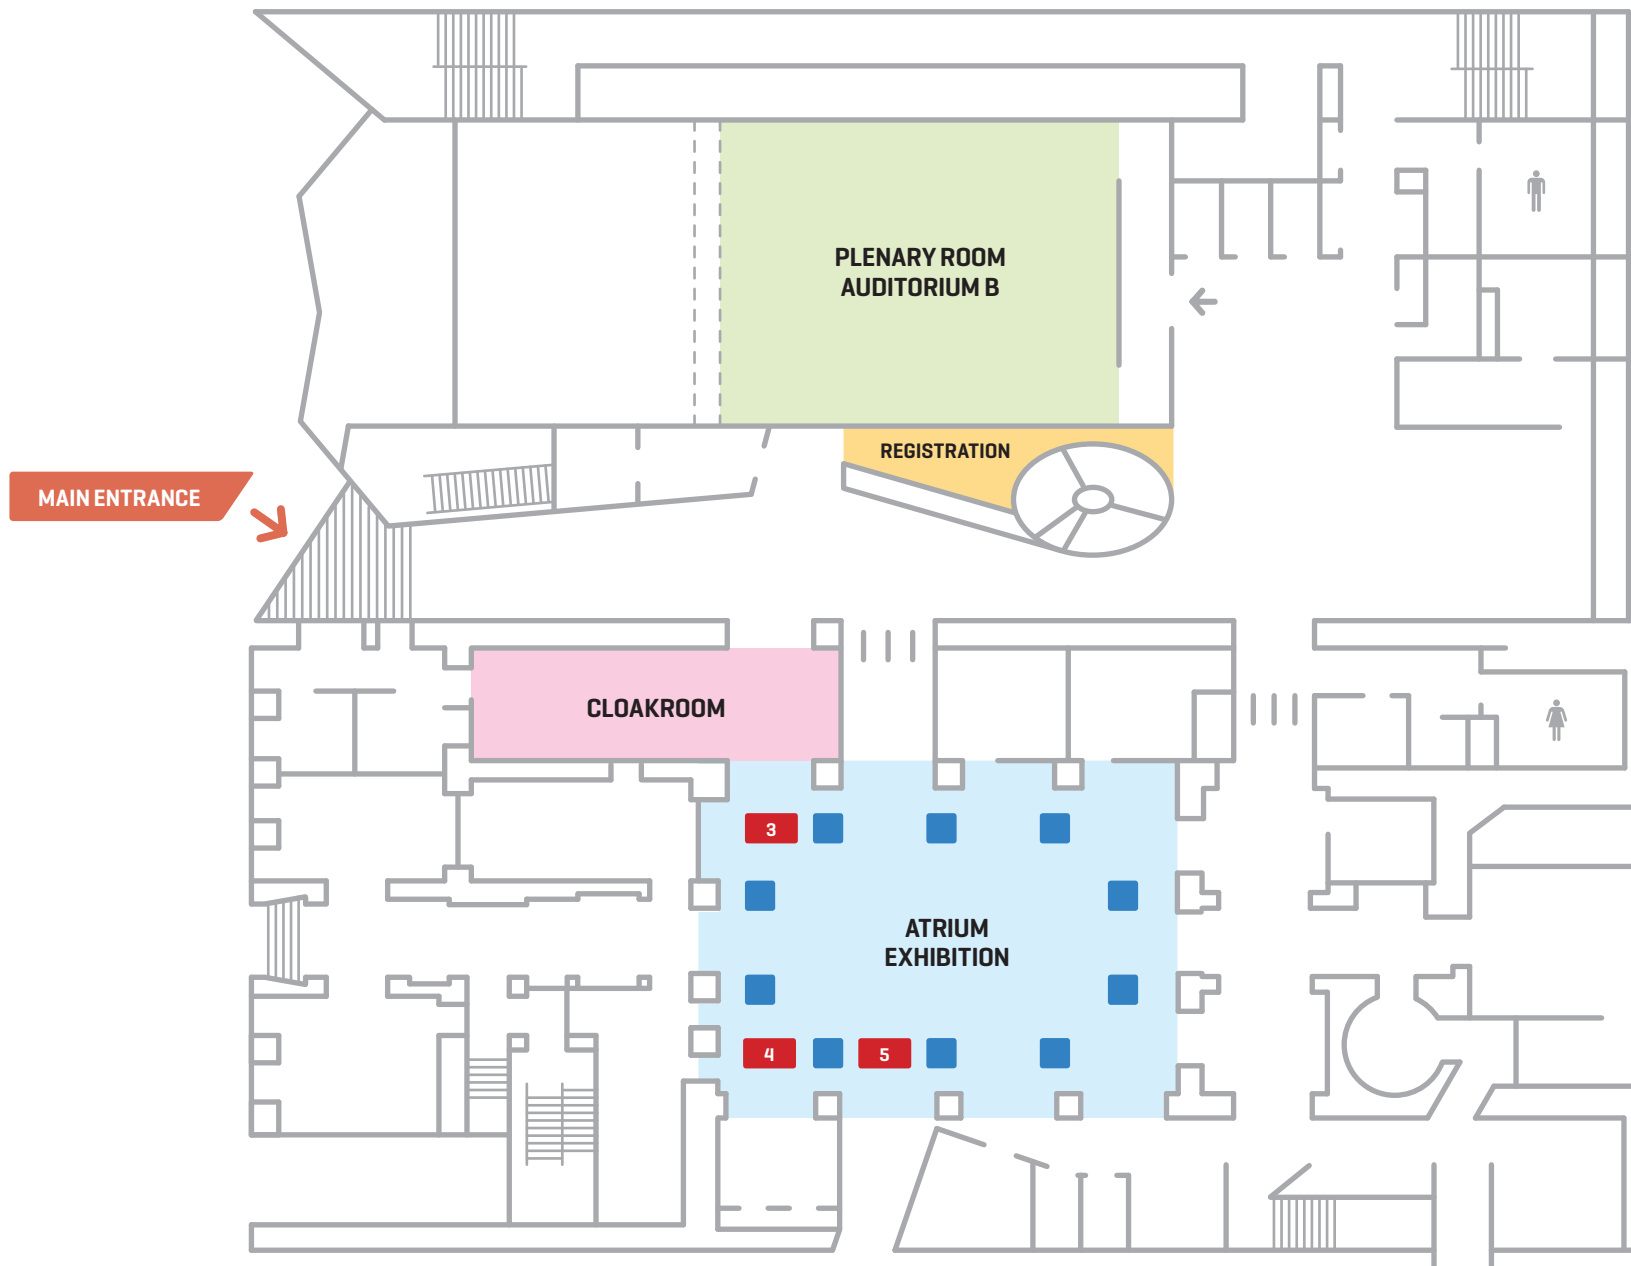 PLENARY ROOM
AUDITORIUM B
REGISTRATION
MAIN ENTRANCE
CLOAKROOM
3
ATRIUM
EXHIBITION
4
5